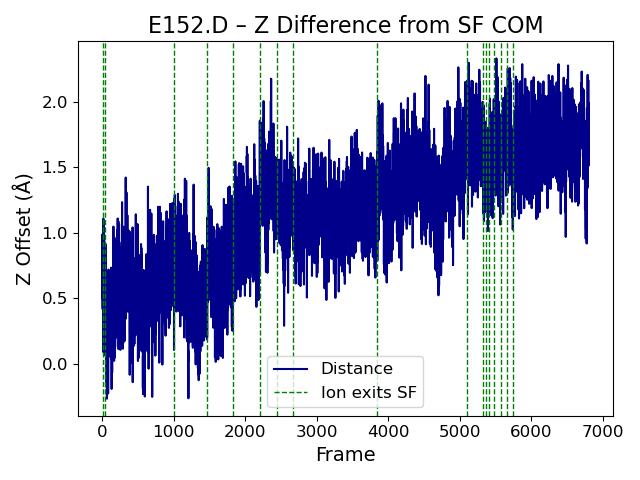 E152.D – Z Difference from SF COM
Z Offset (Å)
2.0
1.5
1.0
0.5
0.0
Distance
Ion exits SF
0 1000 2000 3000 4000 5000 6000 7000
Frame